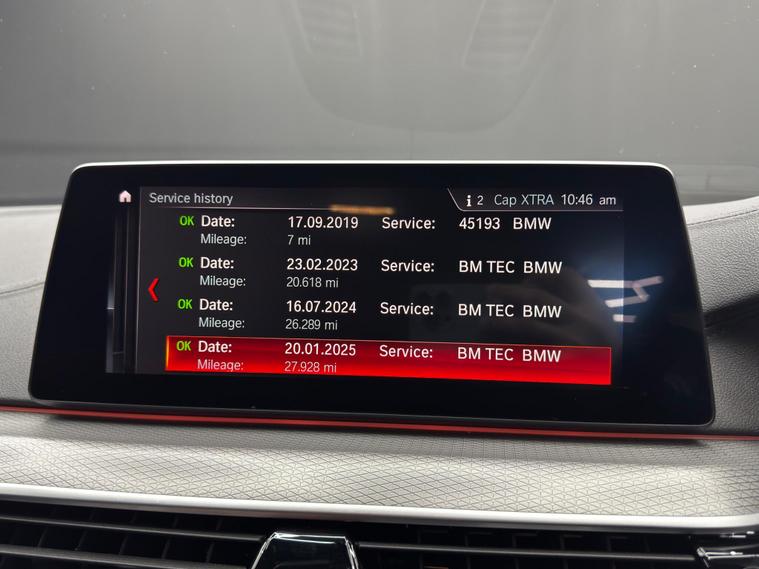 Service history
i 2 Cap XTRA 10:46 am
OK Date: 17.09.2019 Service: 45193 BMW
Mileage: 7 mi
OK Date: 23.02.2023 Service: BM TEC BMW
Mileage: 20.618 mi
OK Date: 16.07.2024 Service: BM TEC BMW
Mileage: 26.289 mi
OK Date: 20.01.2025 Service: BM TEC BMW
Mileage: 27.928 mi